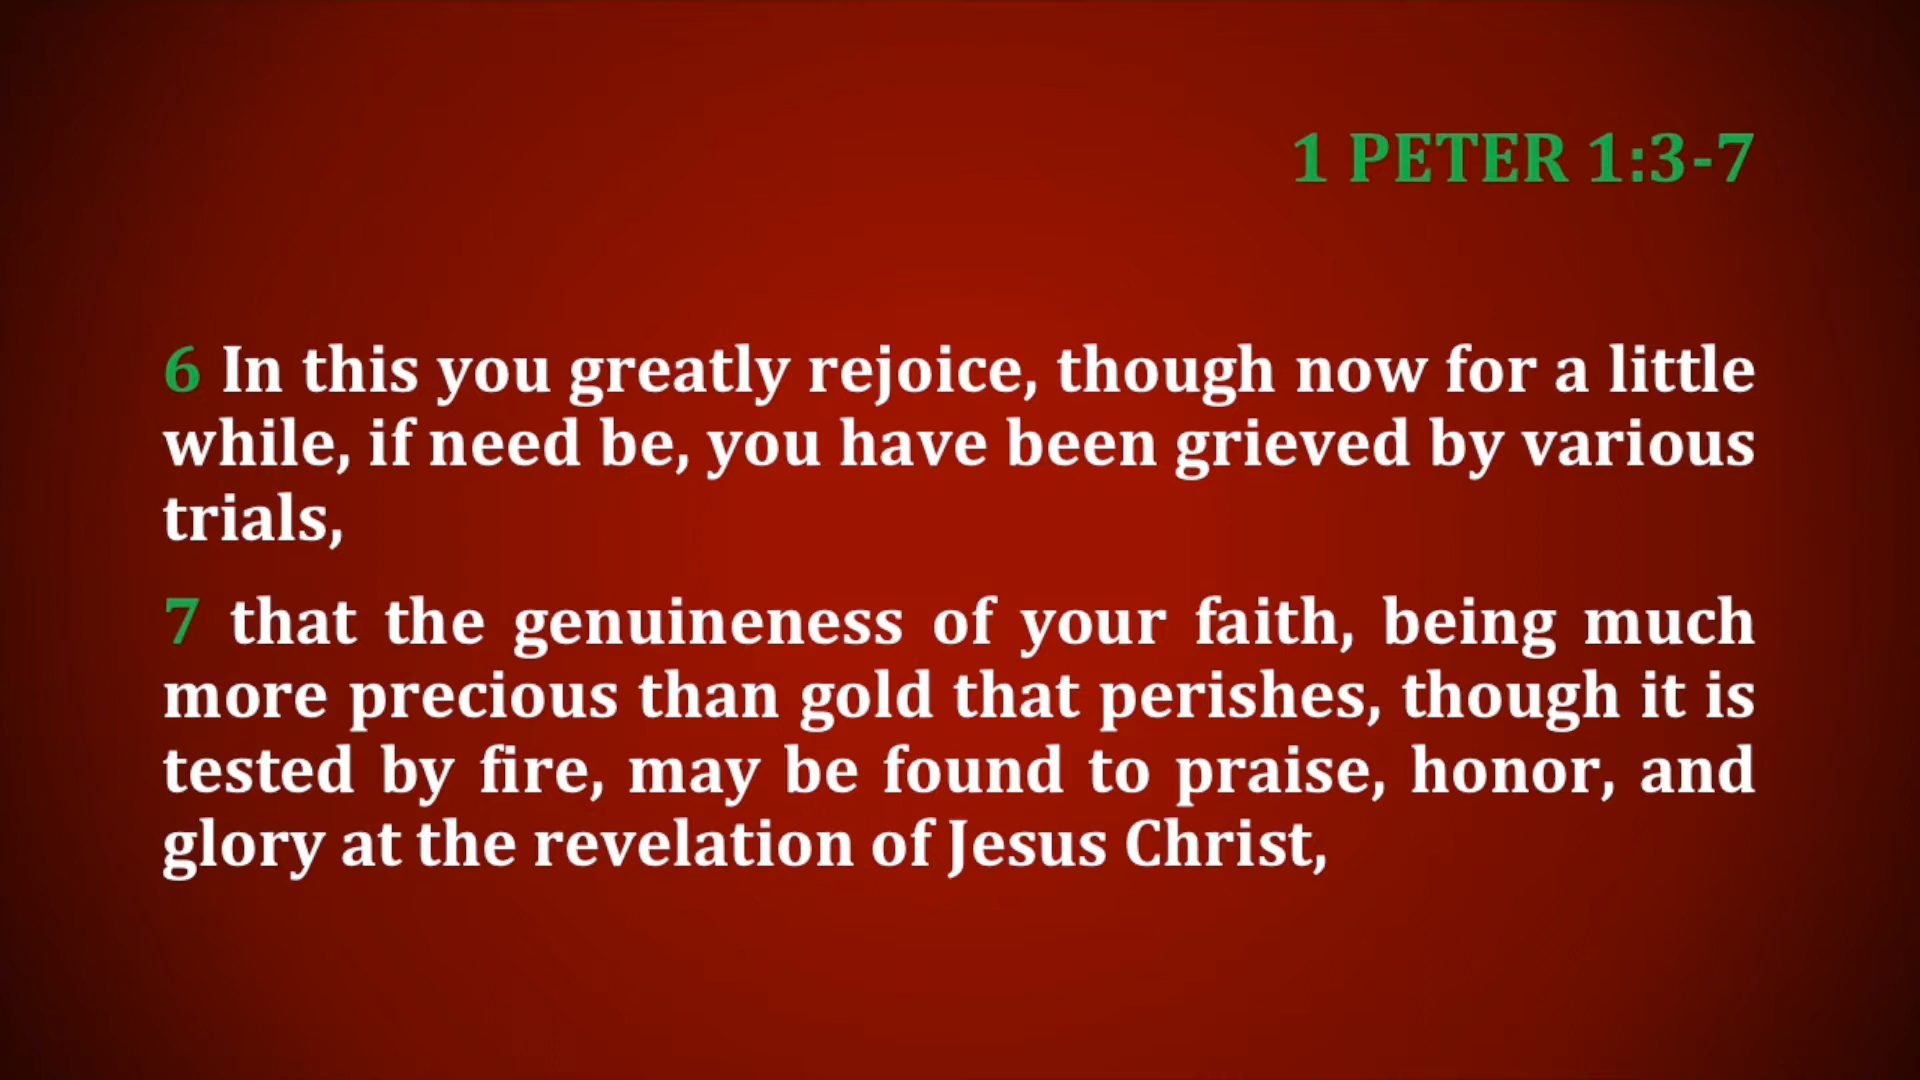 1 PETER 1:3-7
6 In this you greatly rejoice, though now for a little
while, if need be, you have been grieved by various
trials,
7 that the genuineness of your faith, being much
more precious than gold that perishes, though it is
tested by fire, may be found to praise, honor, and
glory at the revelation of Jesus Christ,